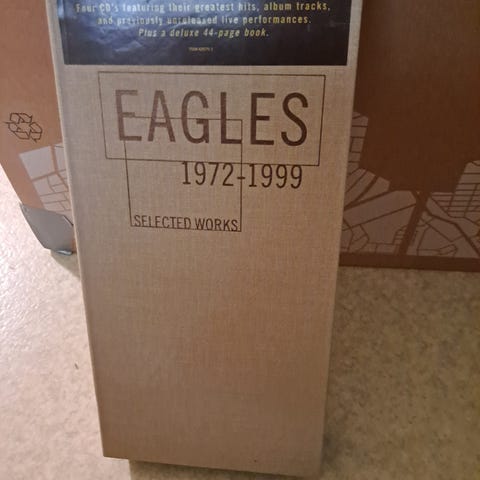 Four CD's featuring their greatest hits, album tracks,
and previously unreleased live performances.
Plus a deluxe 44-page book.
EAGLES
1972-1999
SELECTED WORKS